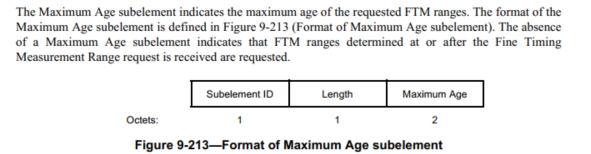 The Maximum Age subelement indicates the maximum age of the requested FTM ranges. The format of the
Maximum Age subelement is defined in Figure 9-213 (Format of Maximum Age subelement). The absence
of a Maximum Age subelement indicates that FTM ranges determined at or after the Fine Timing
Measurement Range request is received are requested.
Subelement ID Length Maximum Age
Octets: 1 1 2
Figure 9-213—Format of Maximum Age subelement